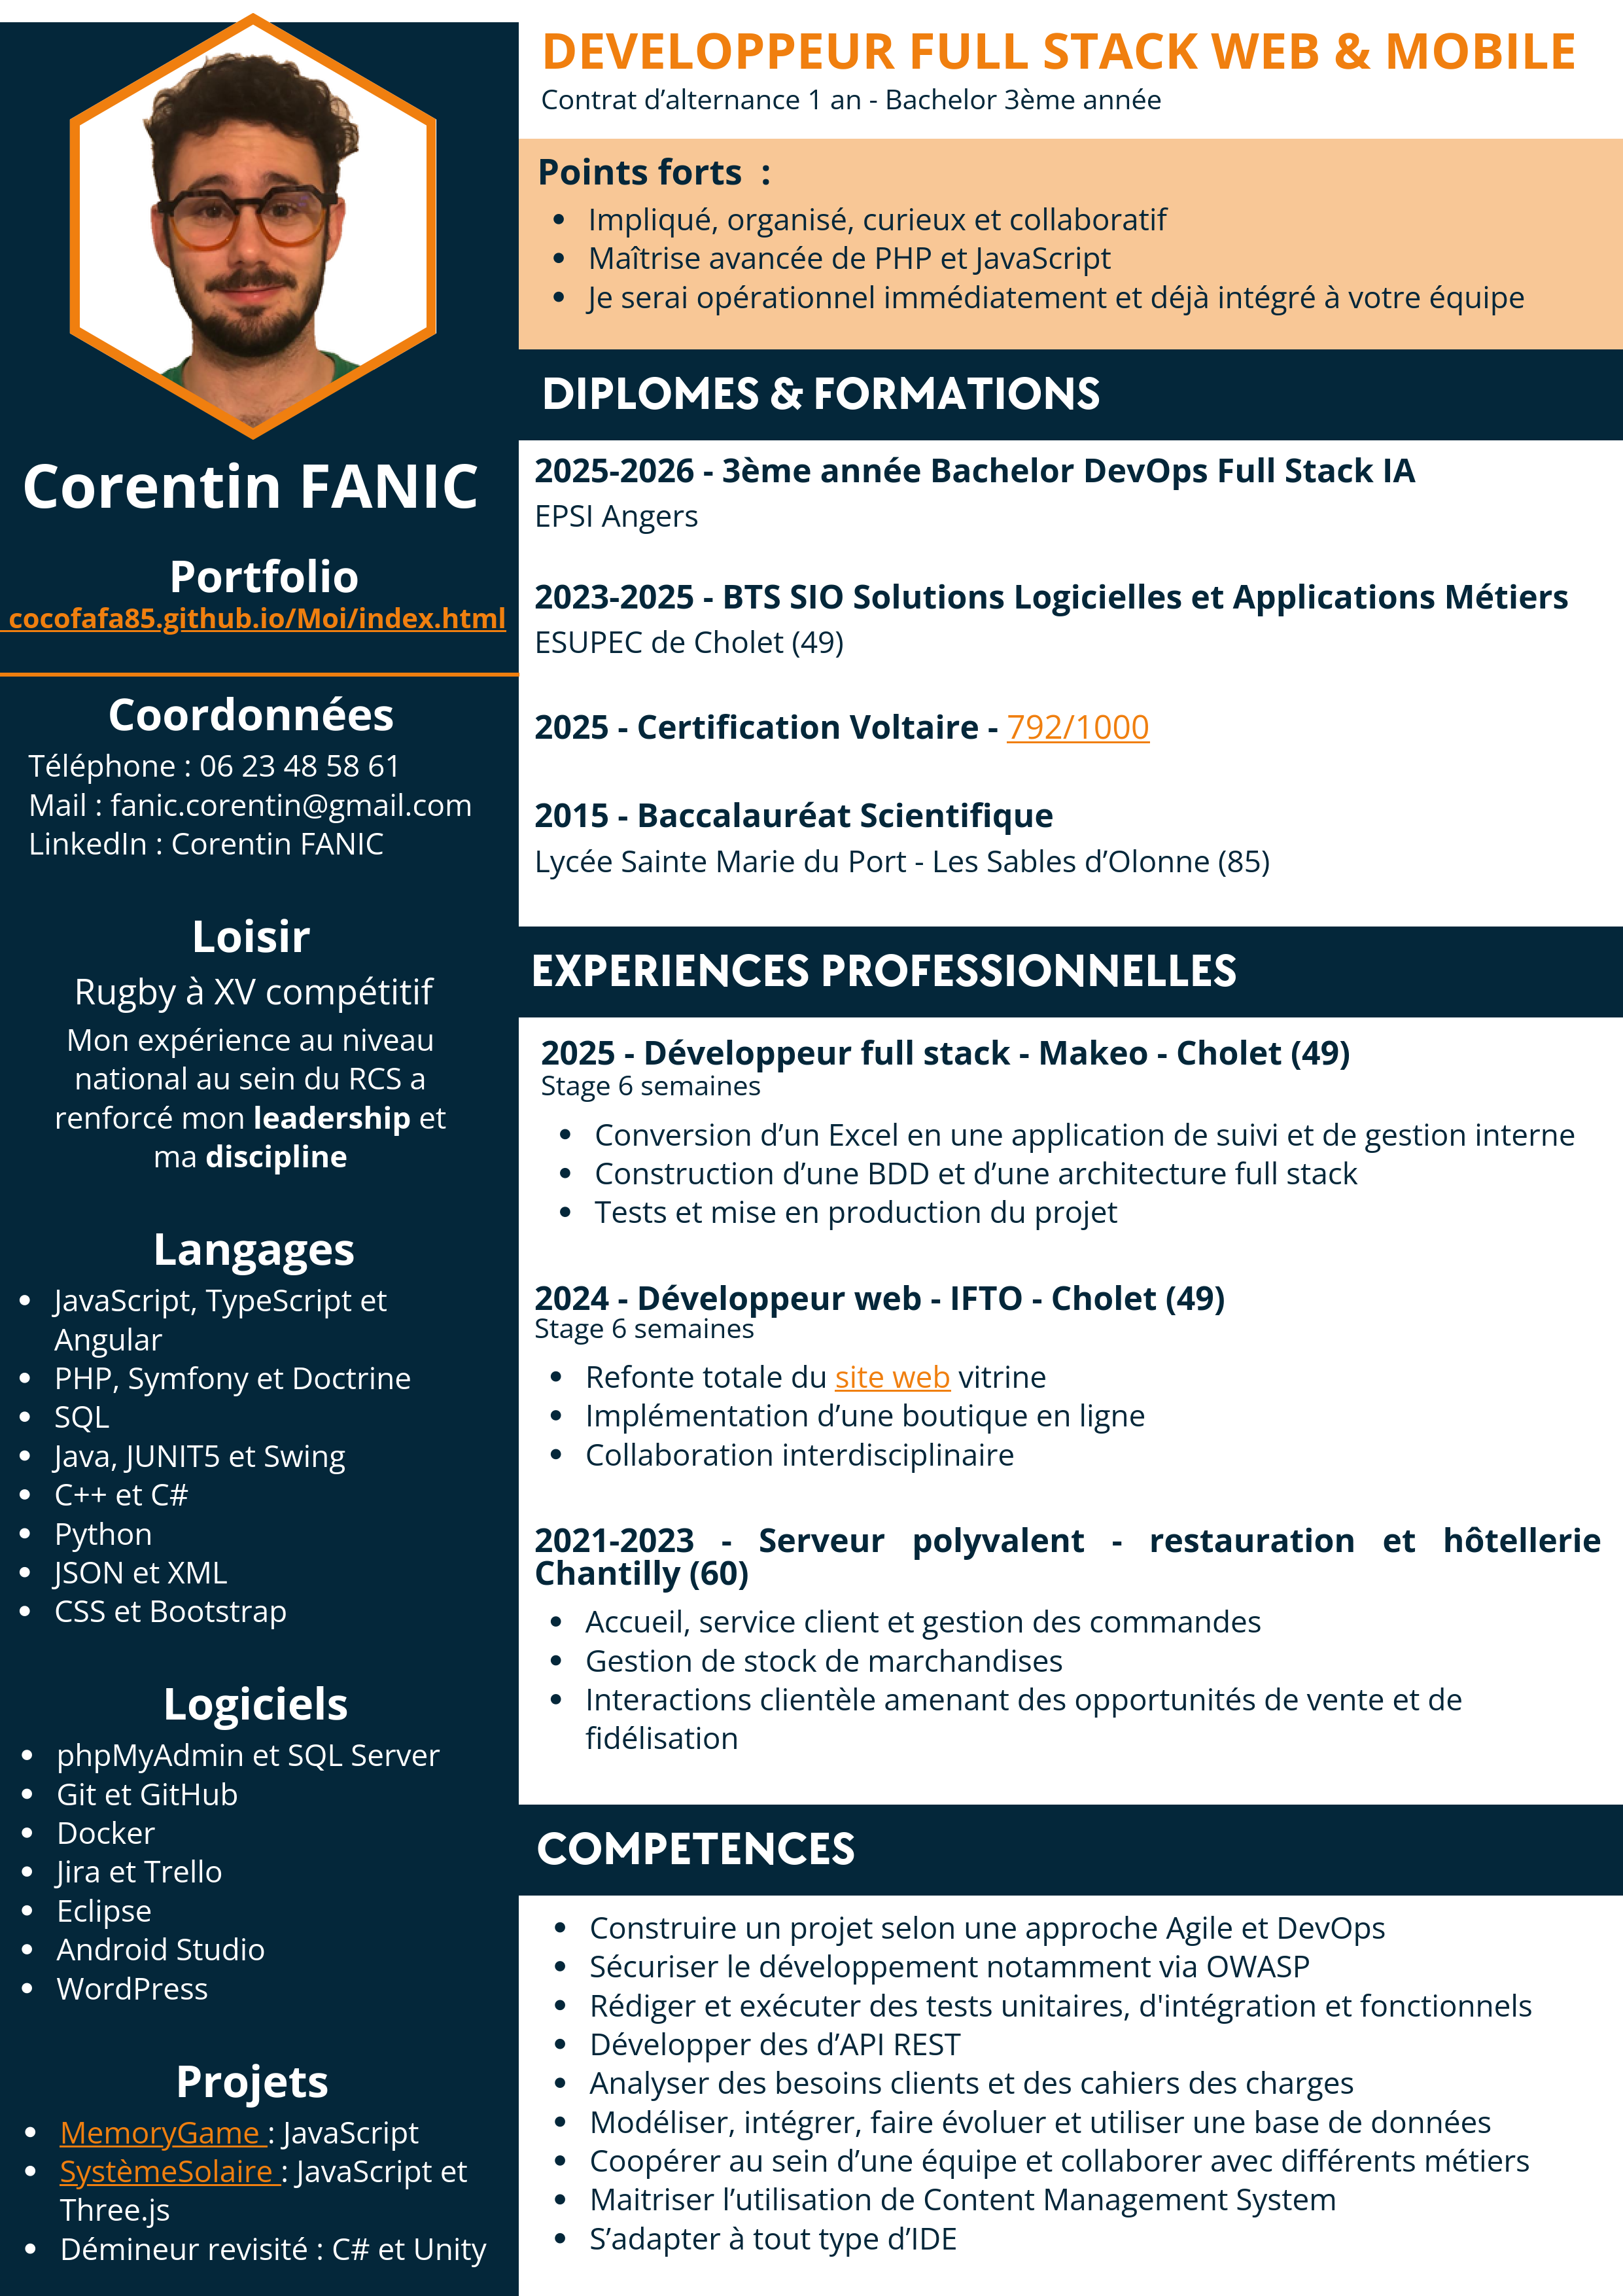 Corentin FANIC
Portfolio
cocofafa85.github.io/Moi/index.html
Coordonnées
Téléphone : 06 23 48 58 61
Mail : fanic.corentin@gmail.com
LinkedIn : Corentin FANIC
Loisir
Rugby à XV compétitif
Mon expérience au niveau
national au sein du RCS a
renforcé mon leadership et
ma discipline
Langages
• JavaScript, TypeScript et
Angular
• PHP, Symfony et Doctrine
• SQL
• Java, JUNIT5 et Swing
• C++ et C#
• Python
• JSON et XML
• CSS et Bootstrap
Logiciels
• phpMyAdmin et SQL Server
• Git et GitHub
• Docker
• Jira et Trello
• Eclipse
• Android Studio
• WordPress
Projets
• MemoryGame : JavaScript
• SystèmeSolaire : JavaScript et
Three.js
• Démineur revisité : C# et Unity
DEVELOPPEUR FULL STACK WEB & MOBILE
Contrat d’alternance 1 an - Bachelor 3ème année
Points forts :
• Impliqué, organisé, curieux et collaboratif
• Maîtrise avancée de PHP et JavaScript
• Je serai opérationnel immédiatement et déjà intégré à votre équipe
DIPLOMES & FORMATIONS
2025-2026 - 3ème année Bachelor DevOps Full Stack IA
EPSI Angers
2023-2025 - BTS SIO Solutions Logicielles et Applications Métiers
ESUPEC de Cholet (49)
2025 - Certification Voltaire - 792/1000
2015 - Baccalauréat Scientifique
Lycée Sainte Marie du Port - Les Sables d’Olonne (85)
EXPERIENCES PROFESSIONNELLES
2025 - Développeur full stack - Makeo - Cholet (49)
Stage 6 semaines
• Conversion d’un Excel en une application de suivi et de gestion interne
• Construction d’une BDD et d’une architecture full stack
• Tests et mise en production du projet
2024 - Développeur web - IFTO - Cholet (49)
Stage 6 semaines
• Refonte totale du site web vitrine
• Implémentation d’une boutique en ligne
• Collaboration interdisciplinaire
2021-2023 - Serveur polyvalent - restauration et hôtellerie
Chantilly (60)
• Accueil, service client et gestion des commandes
• Gestion de stock de marchandises
• Interactions clientèle amenant des opportunités de vente et de
fidélisation
COMPETENCES
• Construire un projet selon une approche Agile et DevOps
• Sécuriser le développement notamment via OWASP
• Rédiger et exécuter des tests unitaires, d'intégration et fonctionnels
• Développer des d’API REST
• Analyser des besoins clients et des cahiers des charges
• Modéliser, intégrer, faire évoluer et utiliser une base de données
• Coopérer au sein d’une équipe et collaborer avec différents métiers
• Maitriser l’utilisation de Content Management System
• S’adapter à tout type d’IDE